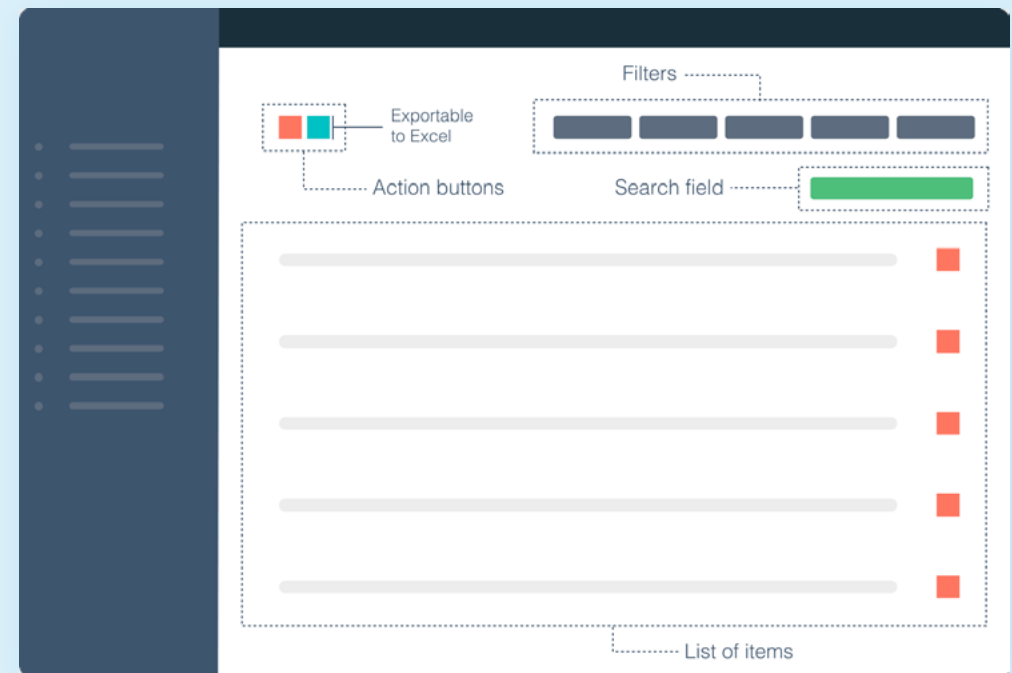 Filters
Exportable
to Excel
Action buttons
Search field
List of items